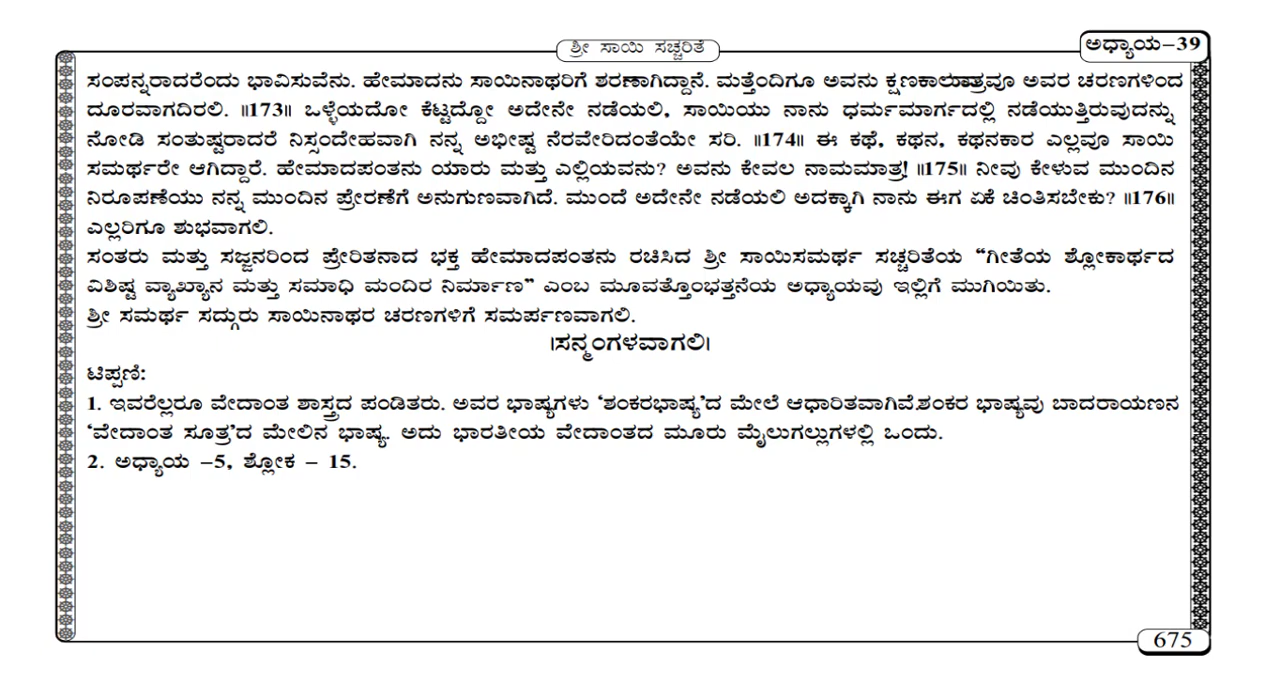 ಶ್ರೀ ಸಾಯಿ ಸಚ್ಚರಿತೆ
ಅಧ್ಯಾಯ–39
ಸಂಪನ್ನರಾದರೆಂದು ಭಾವಿಸುವೆನು. ಹೇಮಾದನು ಸಾಯಿನಾಥರಿಗೆ ಶರಣಾಗಿದ್ದಾನೆ. ಮತ್ತೆಂದಿಗೂ ಅವನು ಅವರ ಚರಣಗಳಿಂದ
ದೂರವಾಗದಿರಲಿ. ॥173॥ ಒಳ್ಳೆಯದೋ ಕೆಟ್ಟದ್ದೋ ಅದೇನೇ ನಡೆಯಲಿ, ಸಾಯಿಯು ನಾನು ಧರ್ಮಮಾರ್ಗದಲ್ಲಿ ನಡೆಯುತ್ತಿರುವುದನ್ನು
ನೋಡಿ ಸಂತುಷ್ಟರಾದರೆ ನಿಸ್ಸಂದೇಹವಾಗಿ ನನ್ನ ಅಭೀಷ್ಟ ನೆರವೇರಿದಂತೆಯೇ ಸರಿ. ॥174॥ ಈ ಕಥೆ, ಕಥನ, ಕಥನಕಾರ ಎಲ್ಲವೂ ಸಾಯಿ
ಸಮರ್ಥರೇ ಆಗಿದ್ದಾರೆ. ಹೇಮಾದಪಂತನು ಯಾರು ಮತ್ತು ಎಲ್ಲಿಯವನು? ಅವನು ಕೇವಲ ನಾಮಮಾತ್ರ! ॥175॥ ನೀವು ಕೇಳುವ ಮುಂದಿನ
ನಿರೂಪಣೆಯು ನನ್ನ ಮುಂದಿನ ಪ್ರೇರಣೆಗೆ ಅನುಗುಣವಾಗಿದೆ. ಮುಂದೆ ಅದೇನೇ ನಡೆಯಲಿ ಅದಕ್ಕಾಗಿ ನಾನು ಈಗ ಏಕೆ ಚಿಂತಿಸಬೇಕು? ॥176॥
ಎಲ್ಲರಿಗೂ ಶುಭವಾಗಲಿ.
ಸಂತರು ಮತ್ತು ಸಜ್ಜನರಿಂದ ಪ್ರೇರಿತನಾದ ಭಕ್ತ ಹೇಮಾದಪಂತನು ರಚಿಸಿದ ಶ್ರೀ ಸಾಯಿಸಮರ್ಥ ಸಚ್ಚರಿತೆಯ “ಗೀತೆಯ ಶ್ಲೋಕಾರ್ಥದ
ವಿಶಿಷ್ಟ ವ್ಯಾಖ್ಯಾನ ಮತ್ತು ಸಮಾಧಿ ಮಂದಿರ ನಿರ್ಮಾಣ” ಎಂಬ ಮೂವತ್ತೊಂಭತ್ತನೆಯ ಅಧ್ಯಾಯವು ಇಲ್ಲಿಗೆ ಮುಗಿಯಿತು.
ಶ್ರೀ ಸಮರ್ಥ ಸದ್ಗುರು ಸಾಯಿನಾಥರ ಚರಣಗಳಿಗೆ ಸಮರ್ಪಣವಾಗಲಿ.
।ಸನ್ಮಂಗಳವಾಗಲಿ।
ಟಿಪ್ಪಣಿ:
1. ಇವರೆಲ್ಲರೂ ವೇದಾಂತ ಶಾಸ್ತ್ರದ ಪಂಡಿತರು. ಅವರ ಭಾಷ್ಯಗಳು ‘ಶಂಕರಭಾಷ್ಯ’ದ ಮೇಲೆ ಆಧಾರಿತವಾಗಿವೆ.ಶಂಕರ ಭಾಷ್ಯವು ಬಾದರಾಯಣನ
‘ವೇದಾಂತ ಸೂತ್ರ’ದ ಮೇಲಿನ ಭಾಷ್ಯ. ಅದು ಭಾರತೀಯ ವೇದಾಂತದ ಮೂರು ಮೈಲುಗಲ್ಲುಗಳಲ್ಲಿ ಒಂದು.
2. ಅಧ್ಯಾಯ –5, ಶ್ಲೋಕ – 15.
675